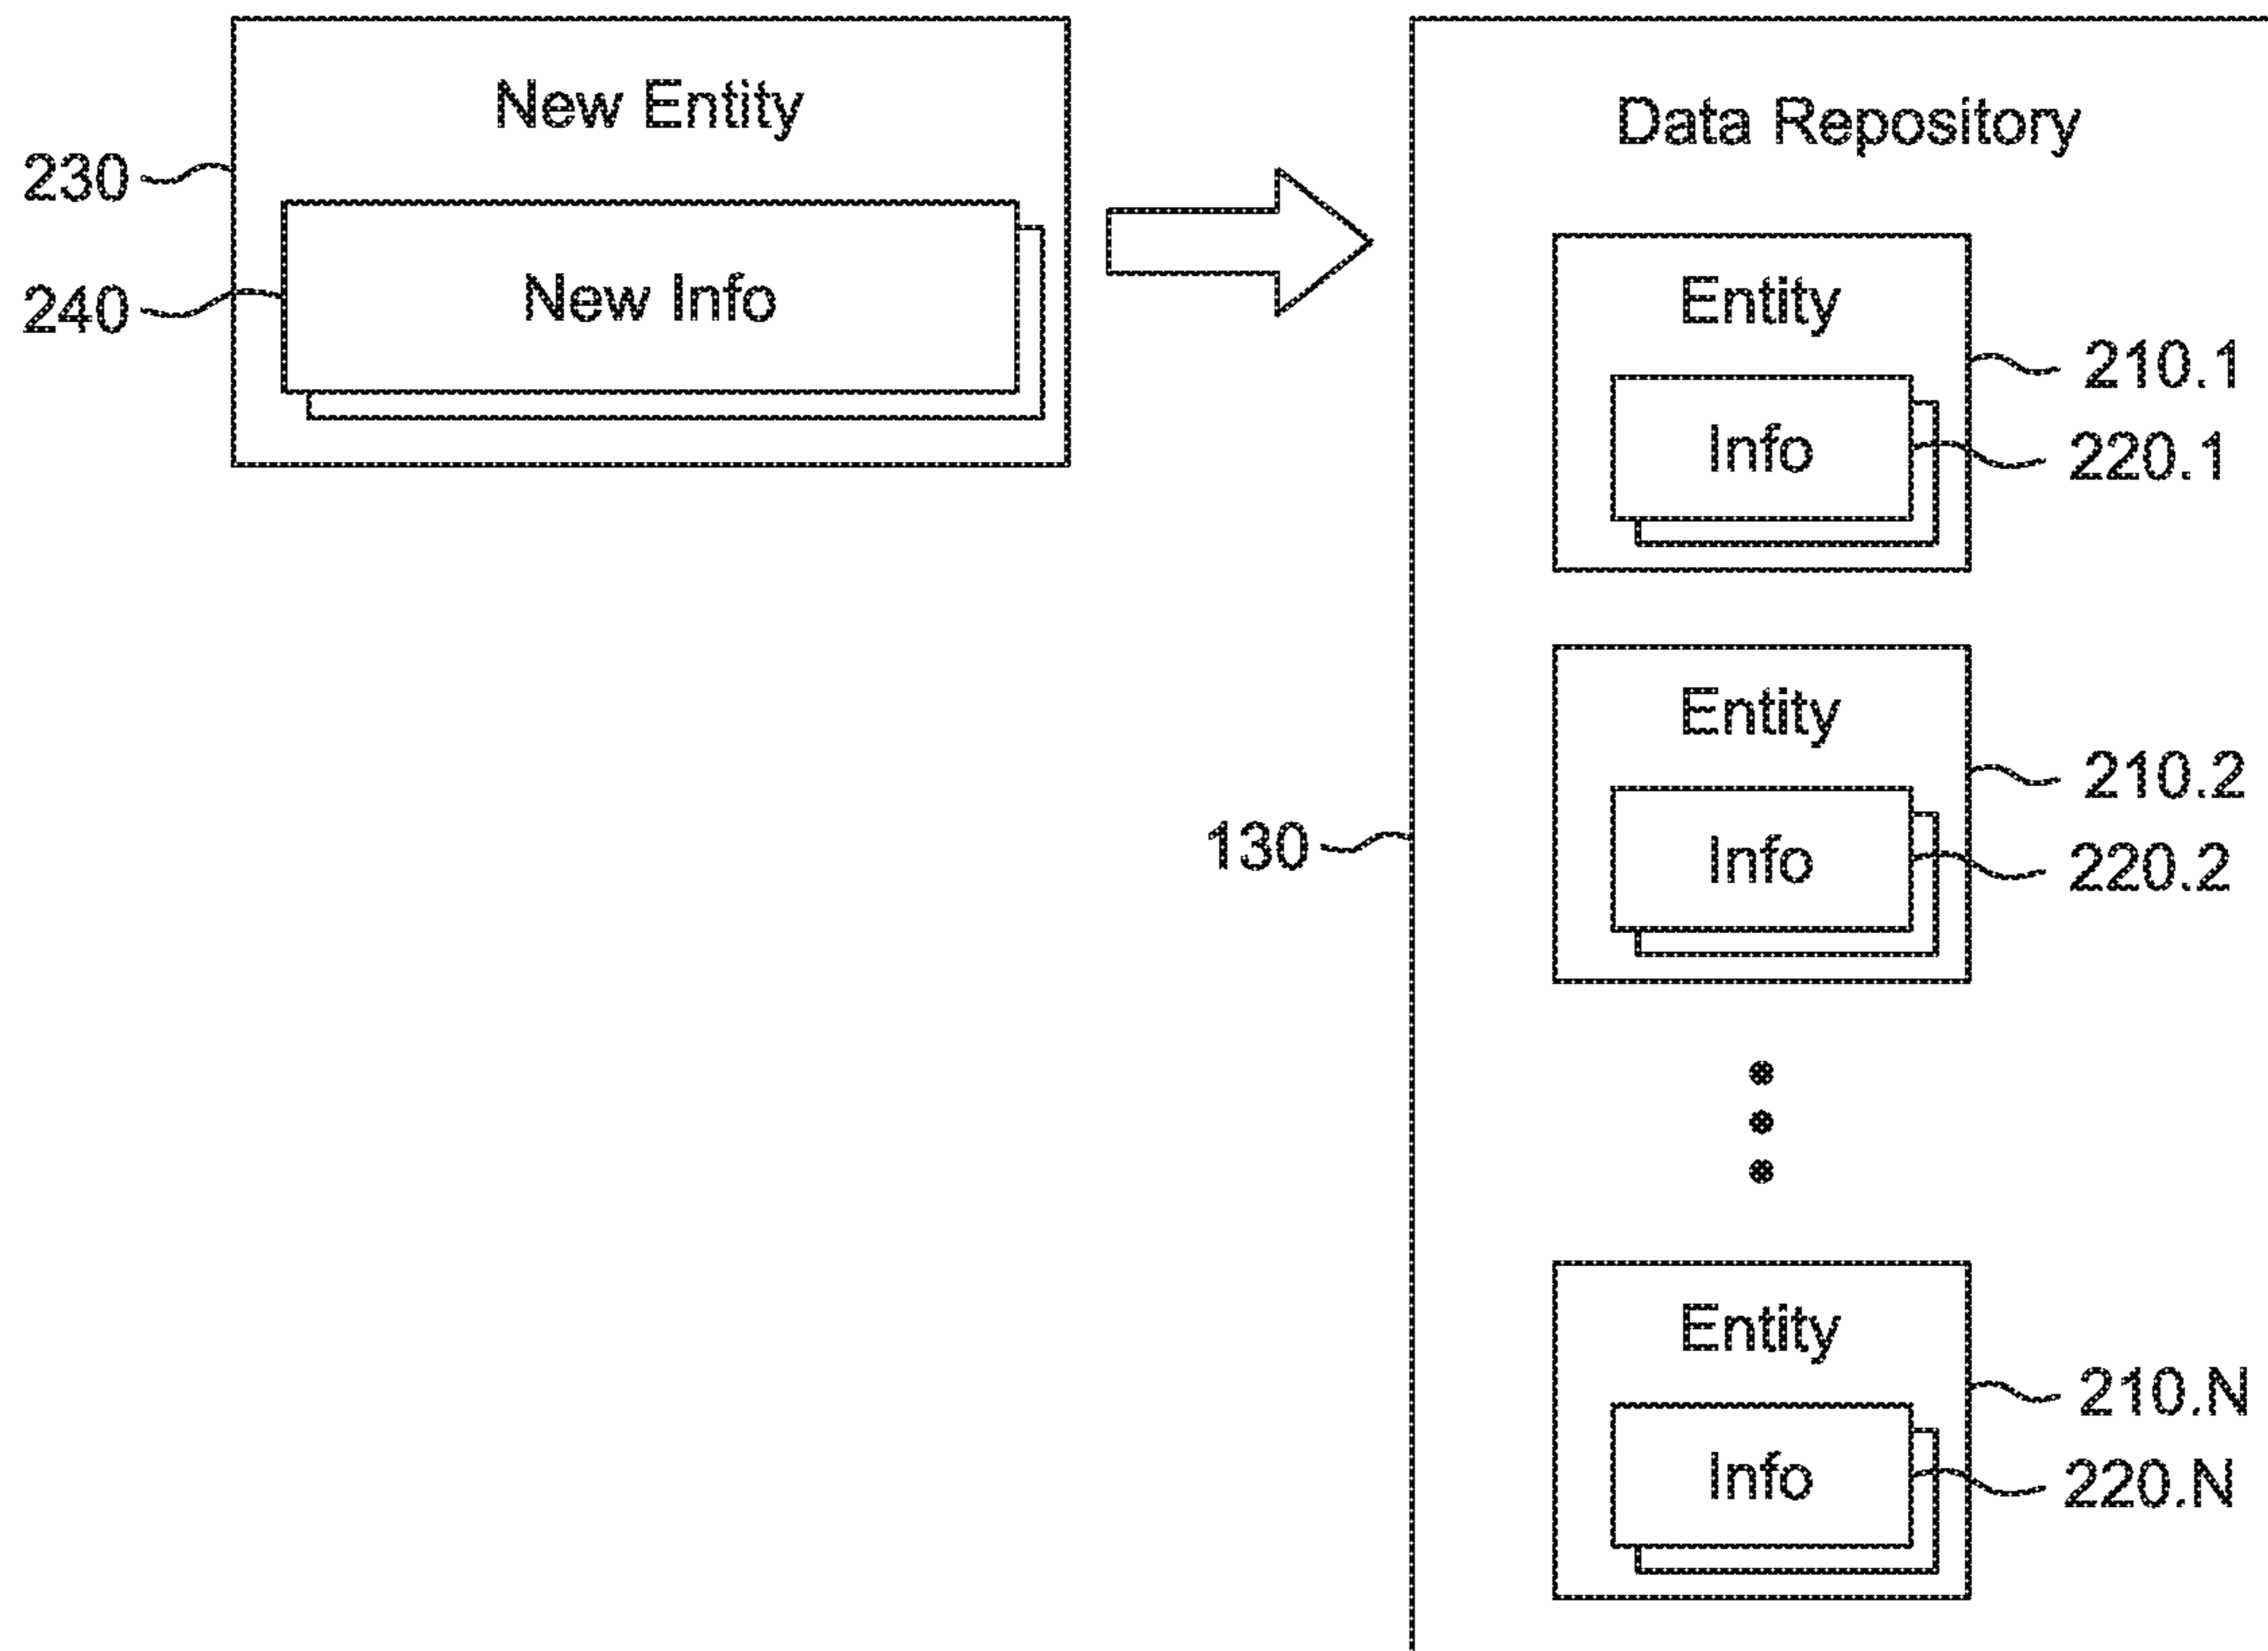 New Entity
230
New Info
240
Data Repository
Entity
210.1
Info
220.1
Entity
210.2
Info
220.2
130
Entity
210.N
Info
220.N